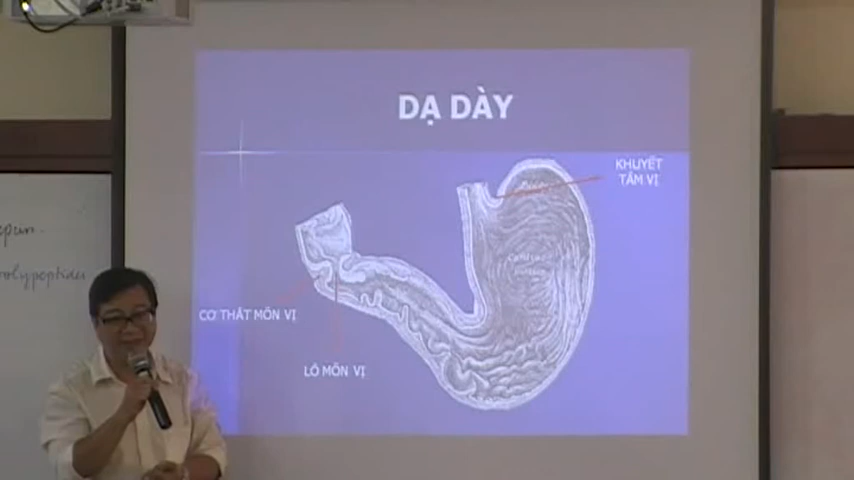 DẠ DÀY
KHUYẾT
TÂM VỊ
CƠ THẮT MÔN VỊ
LỖ MÔN VỊ